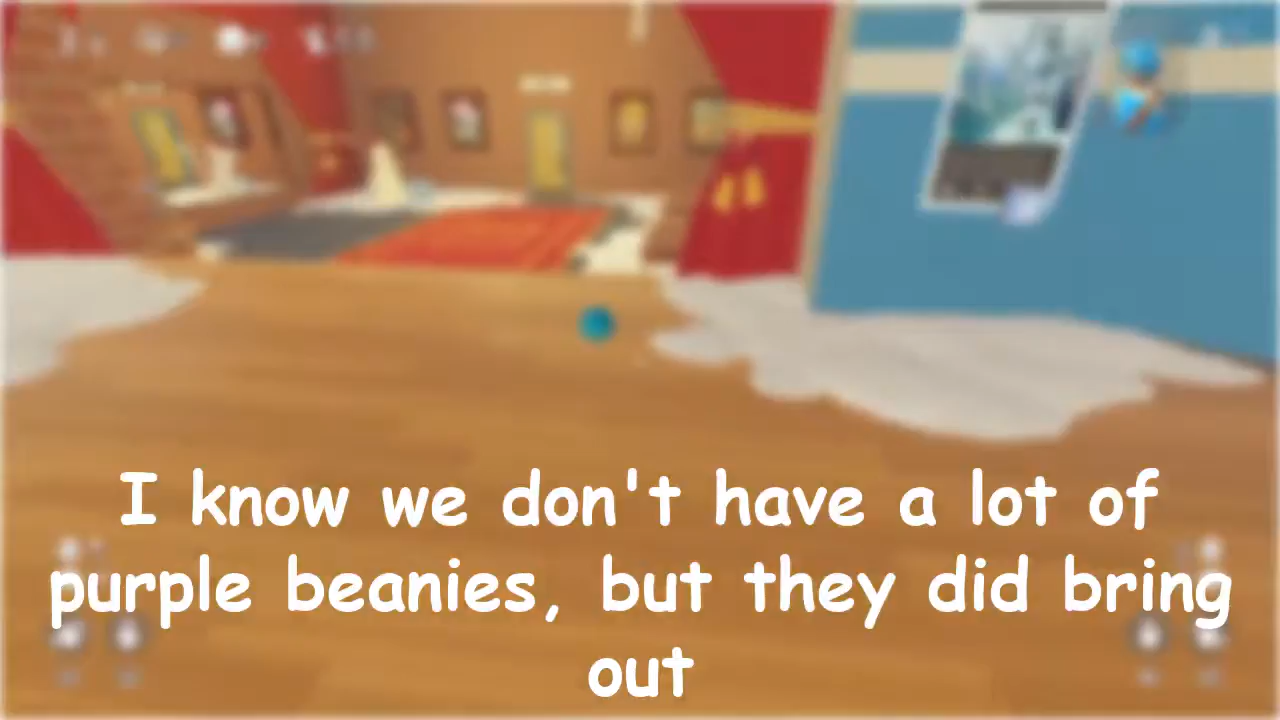 I know we don't have a lot of
purple beanies, but they did bring
out